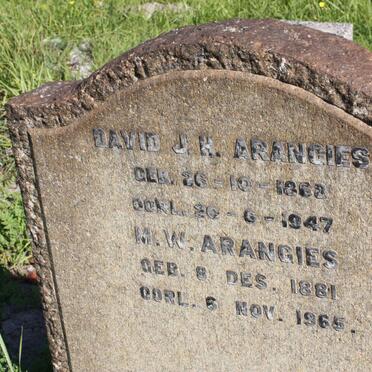 DAVID J.H. ARANGIES
GEB. 26-10-1868
OORL. 20-6-1947
M.W. ARANGIES
GEB. 8 DES. 1881
OORL. 6 NOV. 1965.